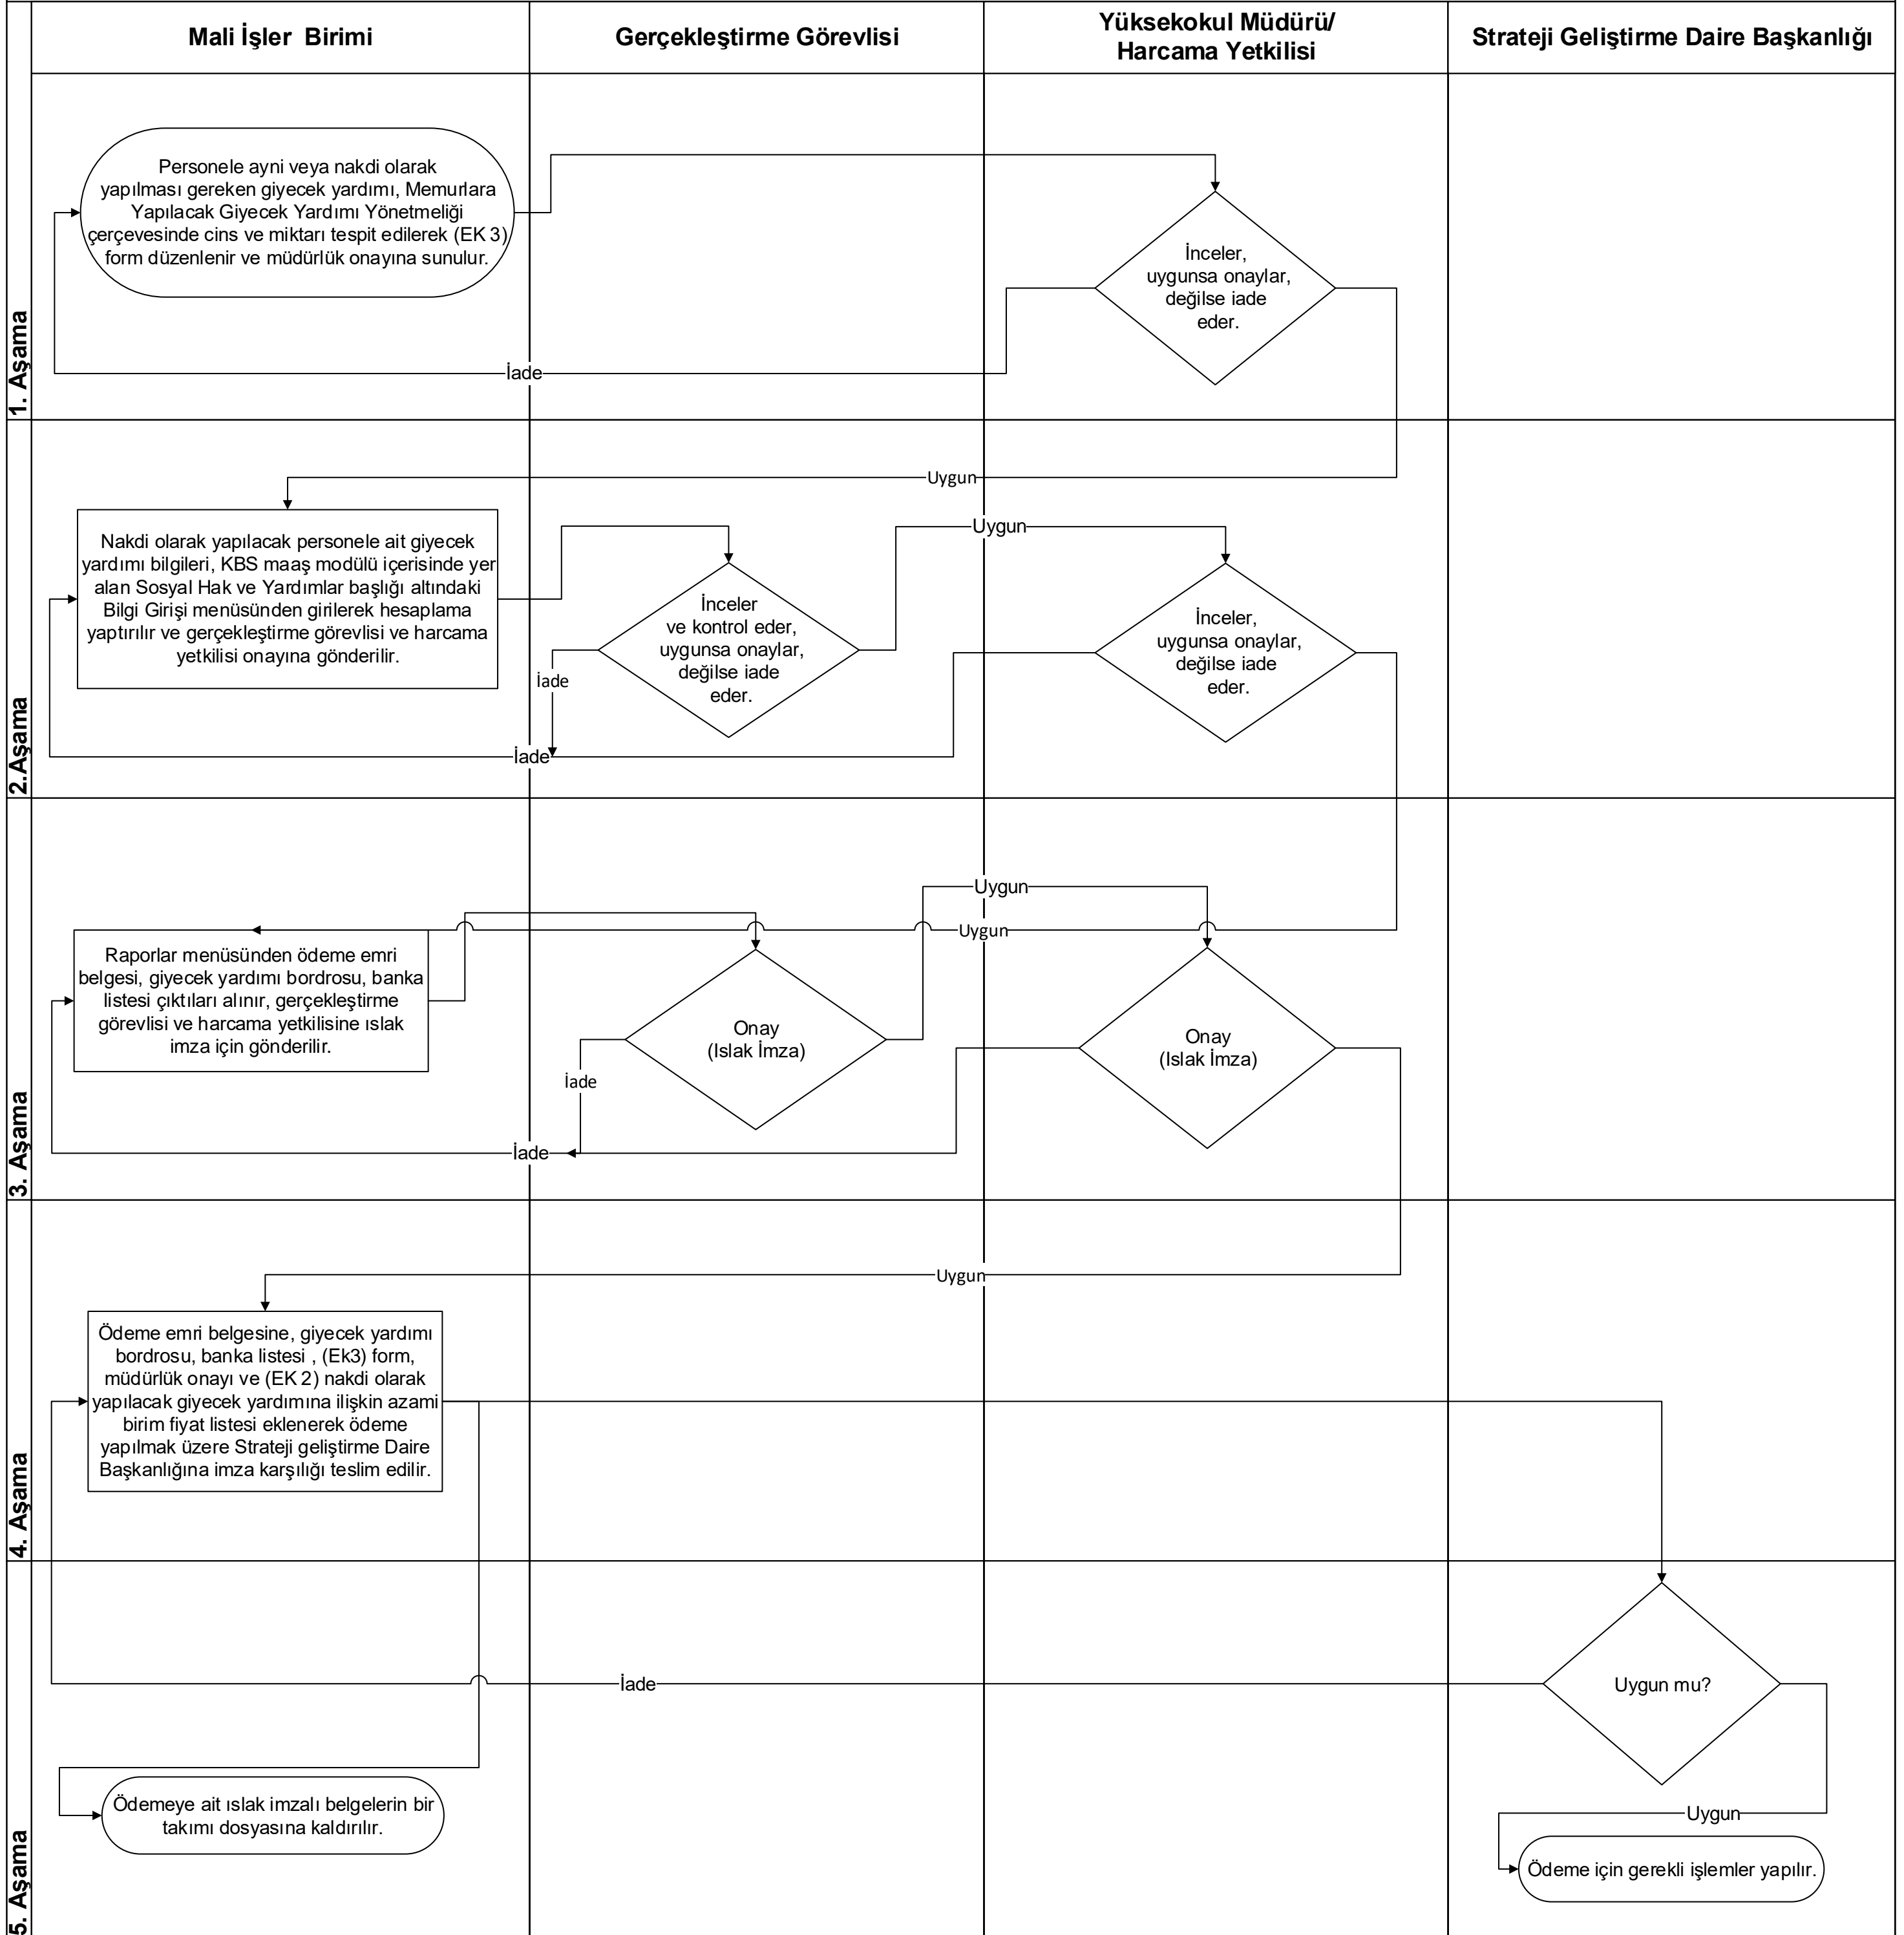 Mali İşler Birimi
Gerçekleştirme Görevlisi
Yüksekokul Müdürü/
Harcama Yetkilisi
Strateji Geliştirme Daire Başkanlığı
1. Aşama
Personele ayni veya nakdi olarak
yapılması gereken giyecek yardımı, Memurlara
Yapılacak Giyecek Yardımı Yönetmeliği
çerçevesinde cins ve miktarı tespit edilerek (EK 3)
form düzenlenir ve müdürlük onayına sunulur.
İnceler,
uygunsa onaylar,
değilse iade
eder.
İade
Uygun
2.Aşama
Nakdi olarak yapılacak personele ait giyecek
yardımı bilgileri, KBS maaş modülü içerisinde yer
alan Sosyal Hak ve Yardımlar başlığı altındaki
Bilgi Girişi menüsünden girilerek hesaplama
yaptırılır ve gerçekleştirme görevlisi ve harcama
yetkilisi onayına gönderilir.
İnceler
ve kontrol eder,
uygunsa onaylar,
değilse iade
eder.
Uygun
İnceler,
uygunsa onaylar,
değilse iade
eder.
İade
İade
3. Aşama
Uygun
Uygun
Raporlar menüsünden ödeme emri
belgesi, giyecek yardımı bordrosu, banka
listesi çıktıları alınır, gerçekleştirme
görevlisi ve harcama yetkilisine ıslak
imza için gönderilir.
Onay
(Islak İmza)
Onay
(Islak İmza)
İade
İade
Uygun
4. Aşama
Ödeme emri belgesine, giyecek yardımı
bordrosu, banka listesi , (Ek3) form,
müdürlük onayı ve (EK 2) nakdi olarak
yapılacak giyecek yardımına ilişkin azami
birim fiyat listesi eklenerek ödeme
yapılmak üzere Strateji geliştirme Daire
Başkanlığına imza karşılığı teslim edilir.
5. Aşama
İade
Uygun mu?
Ödemeye ait ıslak imzalı belgelerin bir
takımı dosyasına kaldırılır.
Uygun
Ödeme için gerekli işlemler yapılır.